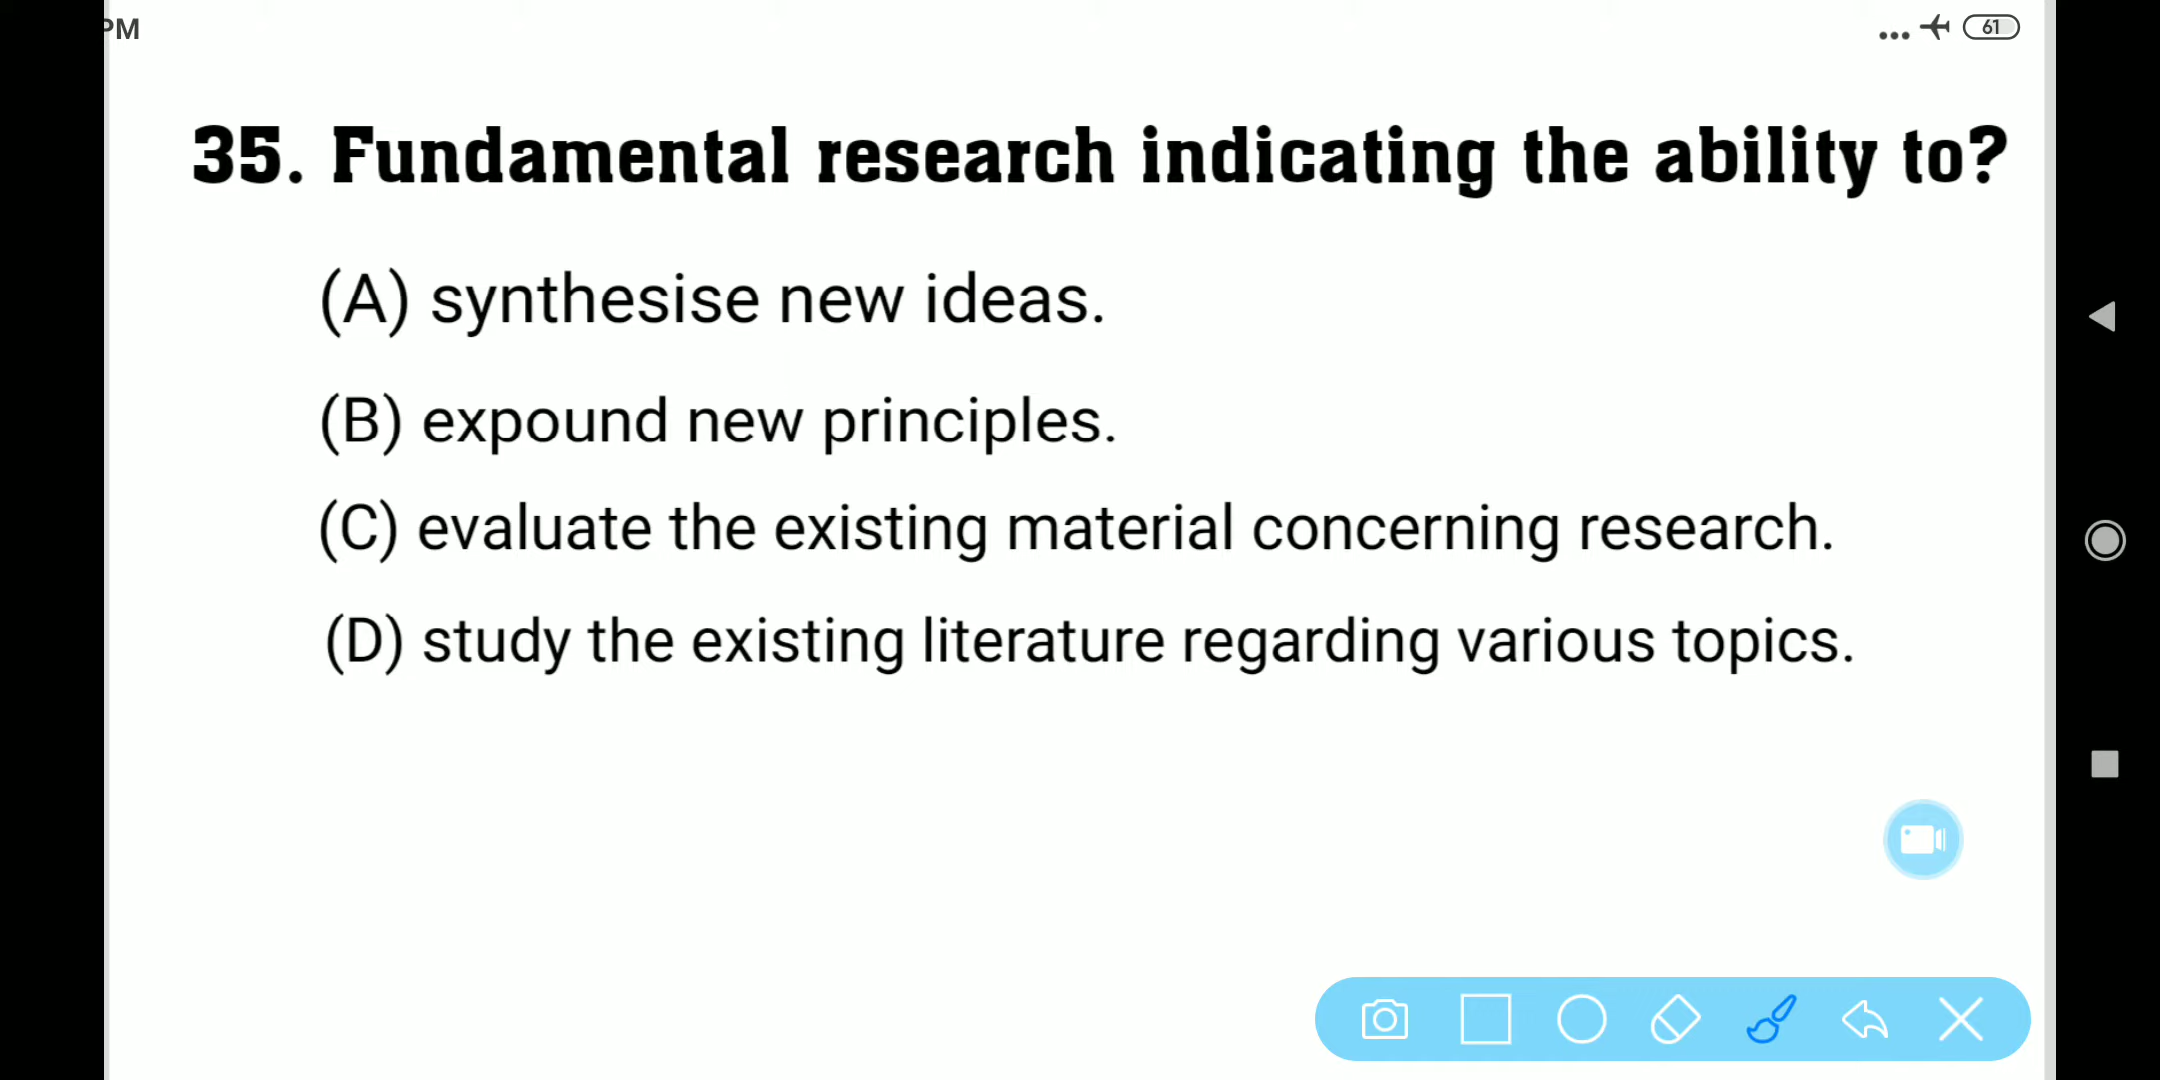 PM
61
35. Fundamental research indicating the ability to?
(A) synthesise new ideas.
(B) expound new principles.
(C) evaluate the existing material concerning research.
(D) study the existing literature regarding various topics.